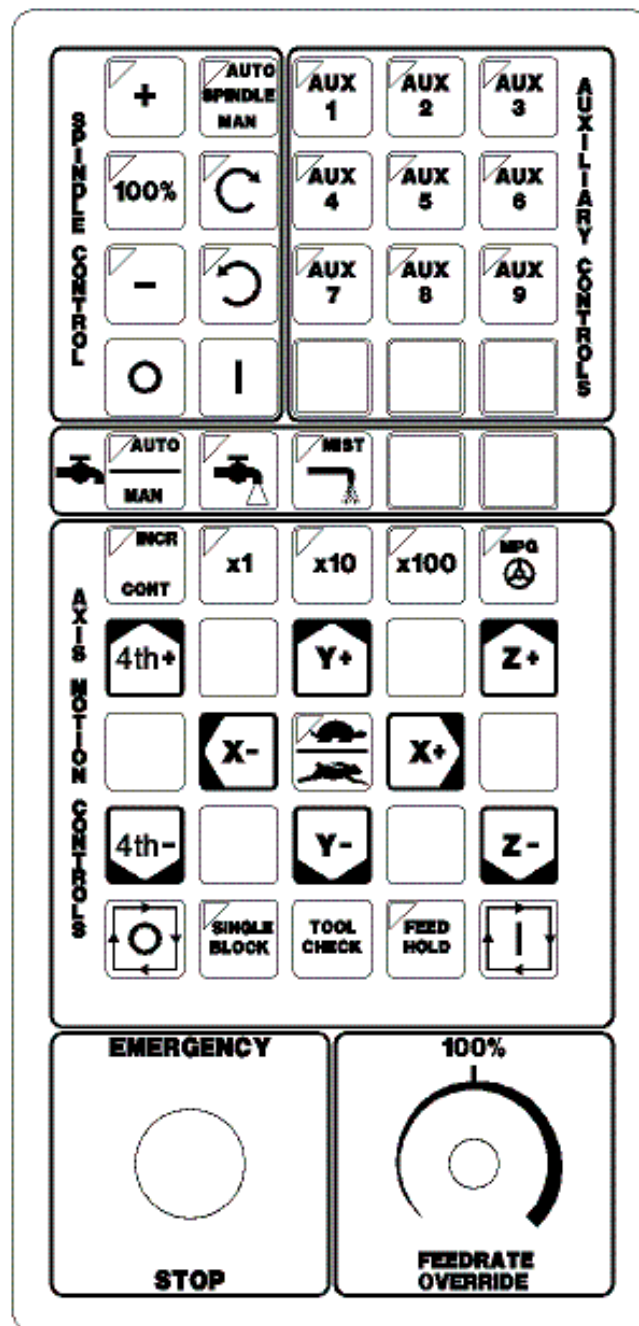 SPINDLE CONTROL
+
AUTO
SPINDLE
MAN
100%
-
O
I
AUX
1
AUX
2
AUX
3
AUX
4
AUX
5
AUX
6
AUX
7
AUX
8
AUX
9
AUXILIARY CONTROLS
AUTO
MAN
MIST
AXIS MOTION CONTROLS
INCR
CONT
x1
x10
x100
MPG
4th+
Y+
Z+
X-
X+
4th-
Y-
Z-
O
SINGLE
BLOCK
TOOL
CHECK
FEED
HOLD
I
EMERGENCY
STOP
100%
FEEDRATE
OVERRIDE